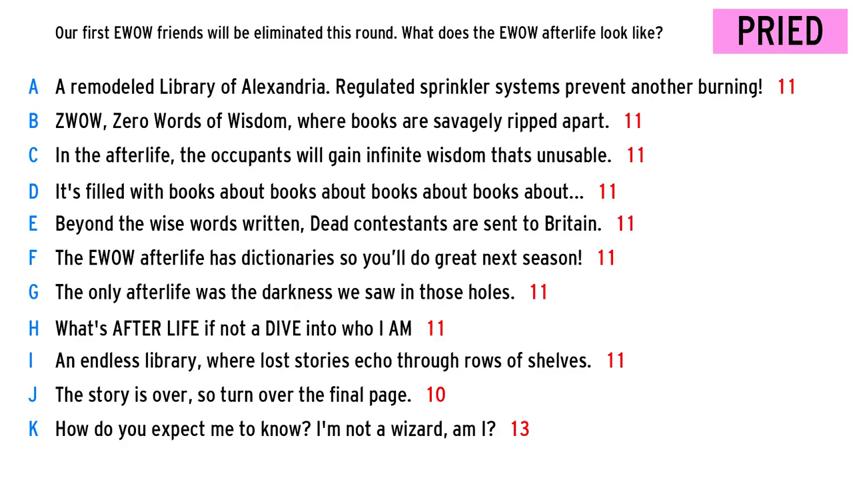 Our first EWOW friends will be eliminated this round. What does the EWOW afterlife look like?
PRIED
A A remodeled Library of Alexandria. Regulated sprinkler systems prevent another burning! 11
B ZWOW, Zero Words of Wisdom, where books are savagely ripped apart. 11
C In the afterlife, the occupants will gain infinite wisdom thats unusable. 11
D It's filled with books about books about books about books about... 11
E Beyond the wise words written, Dead contestants are sent to Britain. 11
F The EWOW afterlife has dictionaries so you’ll do great next season! 11
G The only afterlife was the darkness we saw in those holes. 11
H What's AFTER LIFE if not a DIVE into who I AM 11
I An endless library, where lost stories echo through rows of shelves. 11
J The story is over, so turn over the final page. 10
K How do you expect me to know? I'm not a wizard, am I? 13